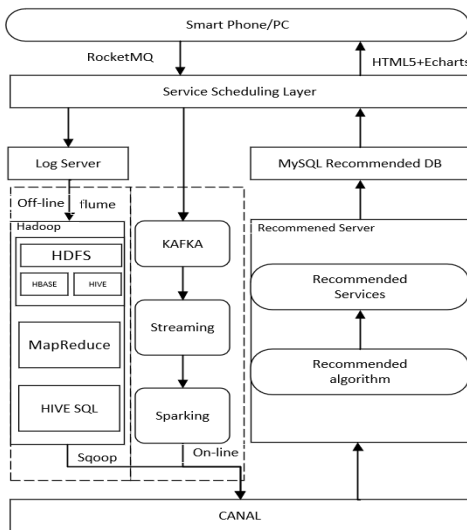 Smart Phone/PC
RocketMQ
HTML5+Echarts
Service Scheduling Layer
Log Server
MySQL Recommended DB
Off-line
flume
Hadoop
HDFS
HBASE
HIVE
MapReduce
HIVE SQL
KAFKA
Streaming
Sparking
Recommened Server
Recommended
Services
Recommended
algorithm
Sqoop
On-line
CANAL